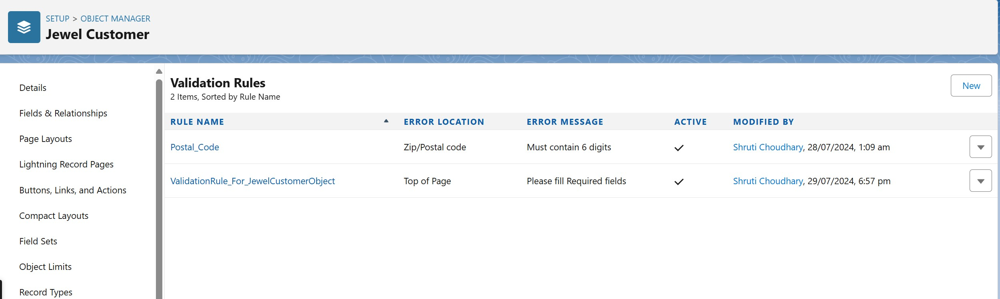 SETUP > OBJECT MANAGER
Jewel Customer
Details
Fields & Relationships
Page Layouts
Lightning Record Pages
Buttons, Links, and Actions
Compact Layouts
Field Sets
Object Limits
Record Types
Validation Rules
2 Items, Sorted by Rule Name
New
RULE NAME ERROR LOCATION ERROR MESSAGE ACTIVE MODIFIED BY
Postal_Code Zip/Postal code Must contain 6 digits Shruti Choudhary, 28/07/2024, 1:09 am
ValidationRule_For_JewelCustomerObject Top of Page Please fill Required fields Shruti Choudhary, 29/07/2024, 6:57 pm